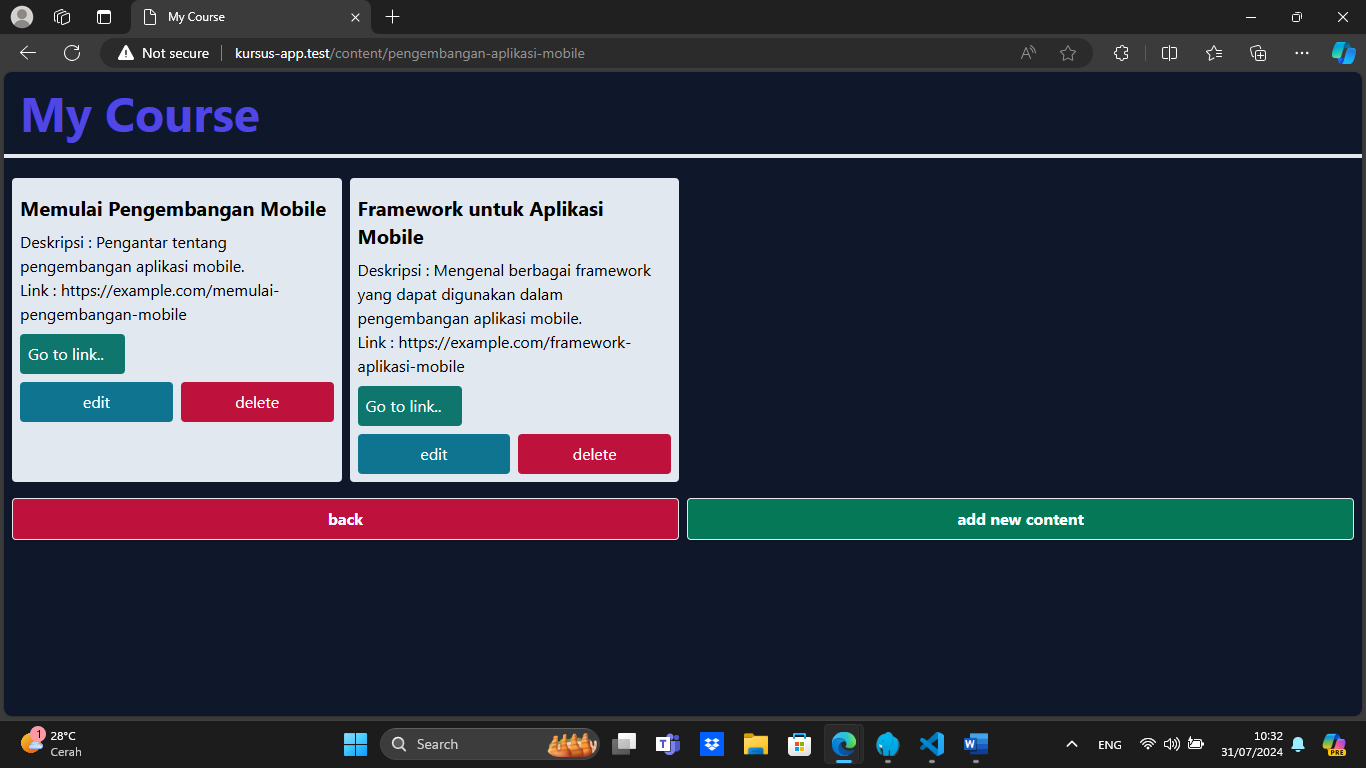 My Course
Not secure
kursus-app.test/content/pengembangan-aplikasi-mobile
My Course
Memulai Pengembangan Mobile
Deskripsi : Pengantar tentang
pengembangan aplikasi mobile.
Link : https://example.com/memulai-
pengembangan-mobile
Go to link..
edit
delete
Framework untuk Aplikasi
Mobile
Deskripsi : Mengenal berbagai framework
yang dapat digunakan dalam
pengembangan aplikasi mobile.
Link : https://example.com/framework-
aplikasi-mobile
Go to link..
edit
delete
back
add new content
1
28°C
Cerah
Search
ENG
10:32
31/07/2024
PRE